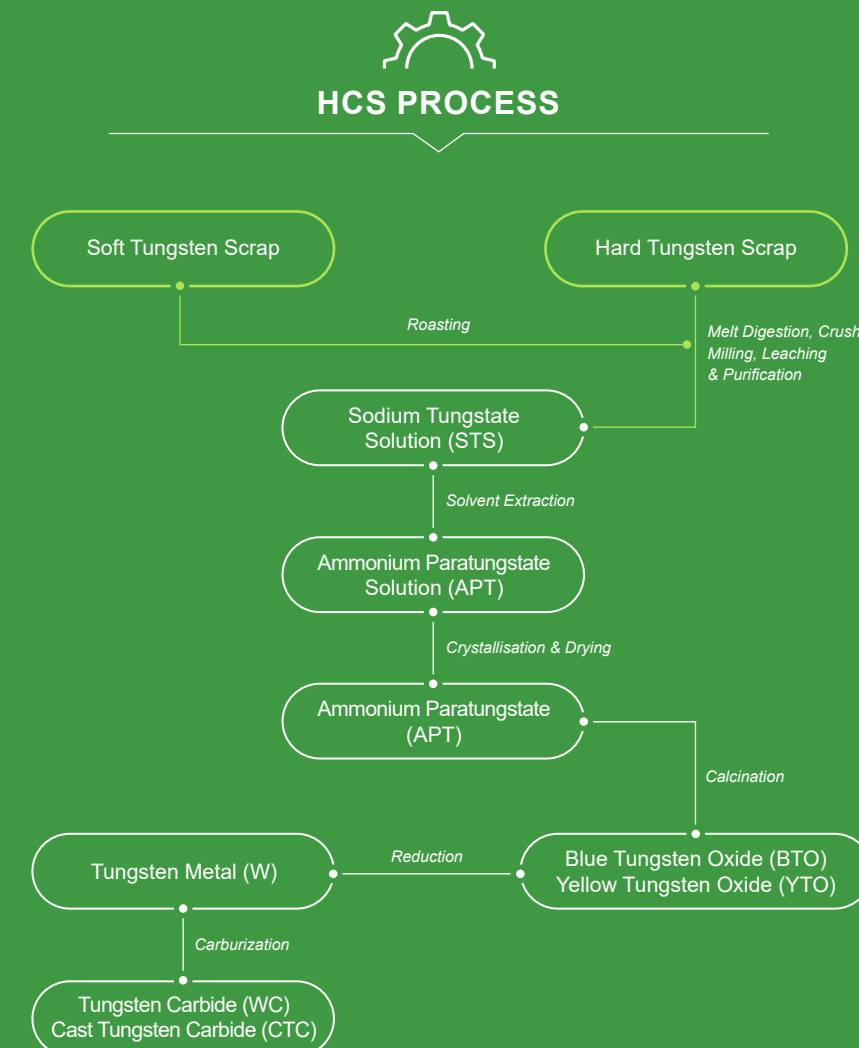 HCS PROCESS
Soft Tungsten Scrap
Hard Tungsten Scrap
Roasting
Melt Digestion, Crush
Milling, Leaching
& Purification
Sodium Tungstate
Solution (STS)
Solvent Extraction
Ammonium Paratungstate
Solution (APT)
Crystallisation & Drying
Ammonium Paratungstate
(APT)
Calcination
Tungsten Metal (W)
Reduction
Blue Tungsten Oxide (BTO)
Yellow Tungsten Oxide (YTO)
Carburization
Tungsten Carbide (WC)
Cast Tungsten Carbide (CTC)